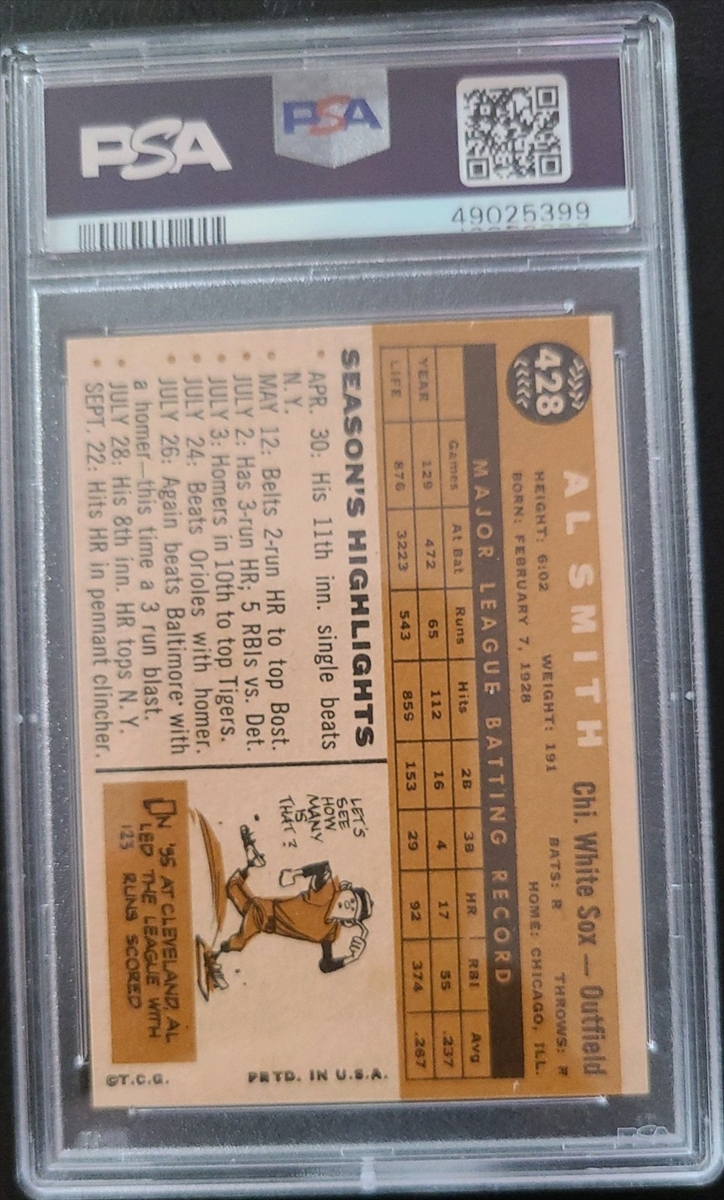 PSA
PSA
49025399
428
AL SMITH Chi. White Sox — Outfield
HEIGHT: 6:02 WEIGHT: 191 BATS: R THROWS: R
BORN: FEBRUARY 7, 1928 HOME: CHICAGO, ILL.
MAJOR LEAGUE BATTING RECORD
Games At Bat Runs Hits 2B 3B HR RBI Avg
YEAR 129 472 65 112 16 4 17 55 .237
LIFE 876 3223 543 859 153 29 92 374 .267
SEASON'S HIGHLIGHTS
• APR. 30: His 11th inn. single beats
N. Y.
• MAY 12: Belts 2-run HR to top Bost.
• JULY 2: Has 3-run HR; 5 RBIs vs. Det.
• JULY 3: Homers in 10th to top Tigers.
• JULY 24: Beats Orioles with homer.
• JULY 26: Again beats Baltimore with
a homer—this time a 3 run blast.
• JULY 28: His 8th inn. HR tops N. Y.
• SEPT. 22: Hits HR in pennant clincher.
LET'S
SEE
HOW
MANY
IS
THAT?
IN '55 AT CLEVELAND, AL
LED THE LEAGUE WITH
123 RUNS SCORED
©T.C.G. PRTD. IN U.S.A.
PSA